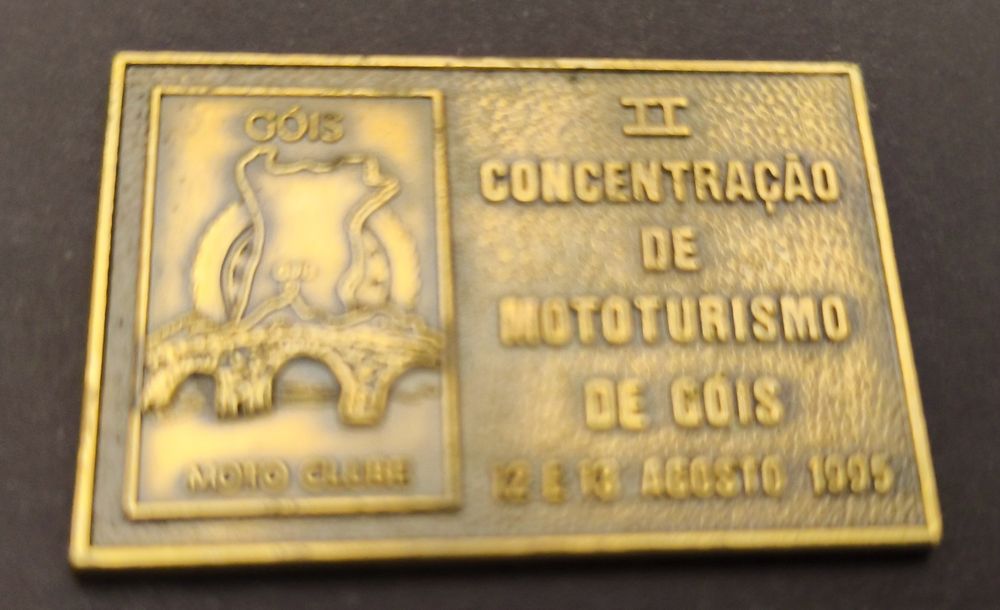 GÓIS
MOTO CLUBE
II
CONCENTRAÇÃO
DE
MOTOTURISMO
DE GÓIS
12 E 13 AGOSTO 1995